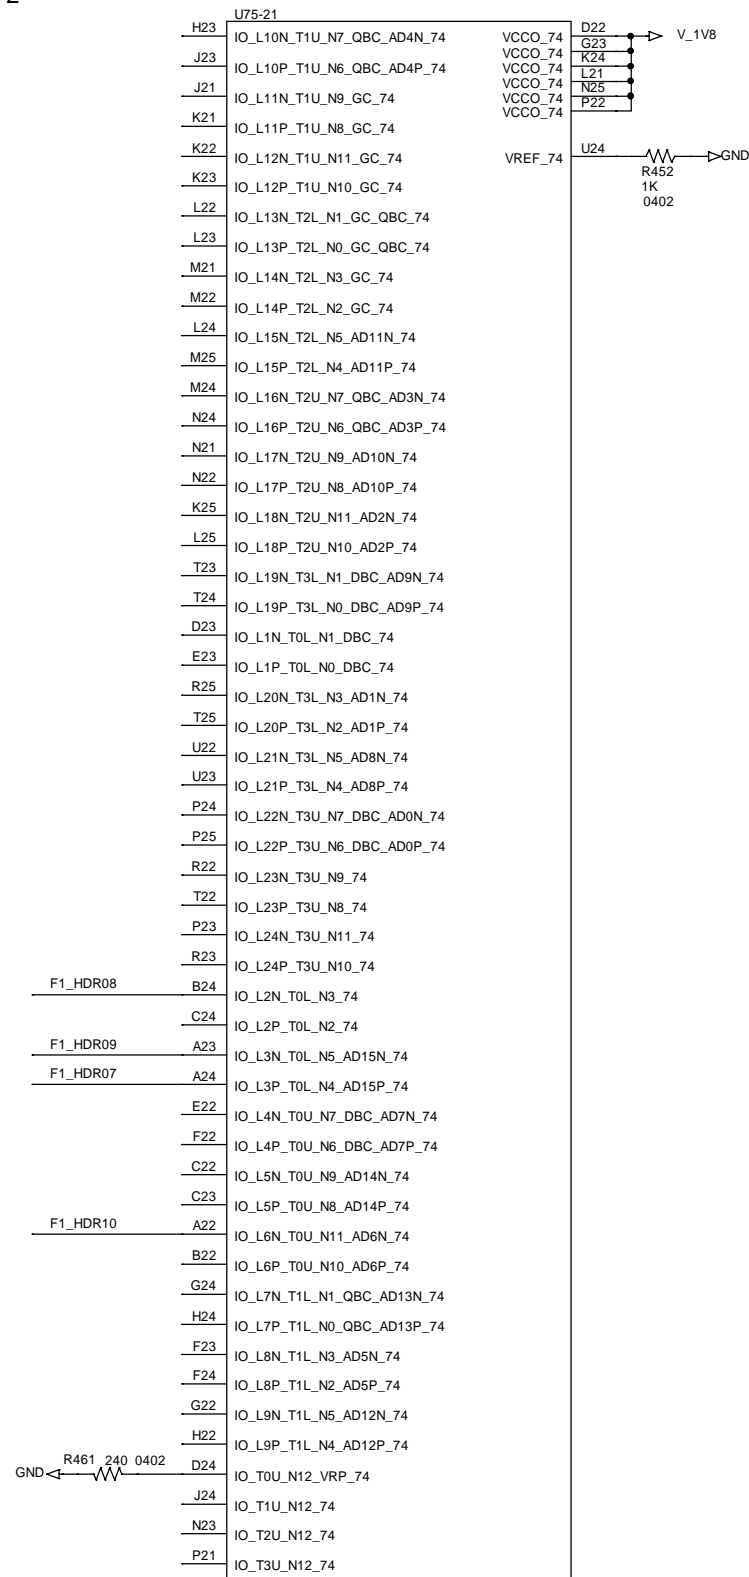 2
U75-21
H23 IO_L10N_T1U_N7_QBC_AD4N_74 VCCO_74 D22 V_1V8
VCCO_74 G23
J23 IO_L10P_T1U_N6_QBC_AD4P_74 VCCO_74 K24
VCCO_74 L21
J21 IO_L11N_T1U_N9_GC_74 VCCO_74 N25
VCCO_74 P22
K21 IO_L11P_T1U_N8_GC_74
K22 IO_L12N_T1U_N11_GC_74 VREF_74 U24 GND
R452
1K
0402
K23 IO_L12P_T1U_N10_GC_74
L22 IO_L13N_T2L_N1_GC_QBC_74
L23 IO_L13P_T2L_N0_GC_QBC_74
M21 IO_L14N_T2L_N3_GC_74
M22 IO_L14P_T2L_N2_GC_74
L24 IO_L15N_T2L_N5_AD11N_74
M25 IO_L15P_T2L_N4_AD11P_74
M24 IO_L16N_T2U_N7_QBC_AD3N_74
N24 IO_L16P_T2U_N6_QBC_AD3P_74
N21 IO_L17N_T2U_N9_AD10N_74
N22 IO_L17P_T2U_N8_AD10P_74
K25 IO_L18N_T2U_N11_AD2N_74
L25 IO_L18P_T2U_N10_AD2P_74
T23 IO_L19N_T3L_N1_DBC_AD9N_74
T24 IO_L19P_T3L_N0_DBC_AD9P_74
D23 IO_L1N_T0L_N1_DBC_74
E23 IO_L1P_T0L_N0_DBC_74
R25 IO_L20N_T3L_N3_AD1N_74
T25 IO_L20P_T3L_N2_AD1P_74
U22 IO_L21N_T3L_N5_AD8N_74
U23 IO_L21P_T3L_N4_AD8P_74
P24 IO_L22N_T3U_N7_DBC_AD0N_74
P25 IO_L22P_T3U_N6_DBC_AD0P_74
R22 IO_L23N_T3U_N9_74
T22 IO_L23P_T3U_N8_74
P23 IO_L24N_T3U_N11_74
R23 IO_L24P_T3U_N10_74
F1_HDR08 B24 IO_L2N_T0L_N3_74
C24 IO_L2P_T0L_N2_74
F1_HDR09 A23 IO_L3N_T0L_N5_AD15N_74
F1_HDR07 A24 IO_L3P_T0L_N4_AD15P_74
E22 IO_L4N_T0U_N7_DBC_AD7N_74
F22 IO_L4P_T0U_N6_DBC_AD7P_74
C22 IO_L5N_T0U_N9_AD14N_74
C23 IO_L5P_T0U_N8_AD14P_74
F1_HDR10 A22 IO_L6N_T0U_N11_AD6N_74
B22 IO_L6P_T0U_N10_AD6P_74
G24 IO_L7N_T1L_N1_QBC_AD13N_74
H24 IO_L7P_T1L_N0_QBC_AD13P_74
F23 IO_L8N_T1L_N3_AD5N_74
F24 IO_L8P_T1L_N2_AD5P_74
G22 IO_L9N_T1L_N5_AD12N_74
H22 IO_L9P_T1L_N4_AD12P_74
GND R461 240 0402 D24 IO_T0U_N12_VRP_74
J24 IO_T1U_N12_74
N23 IO_T2U_N12_74
P21 IO_T3U_N12_74